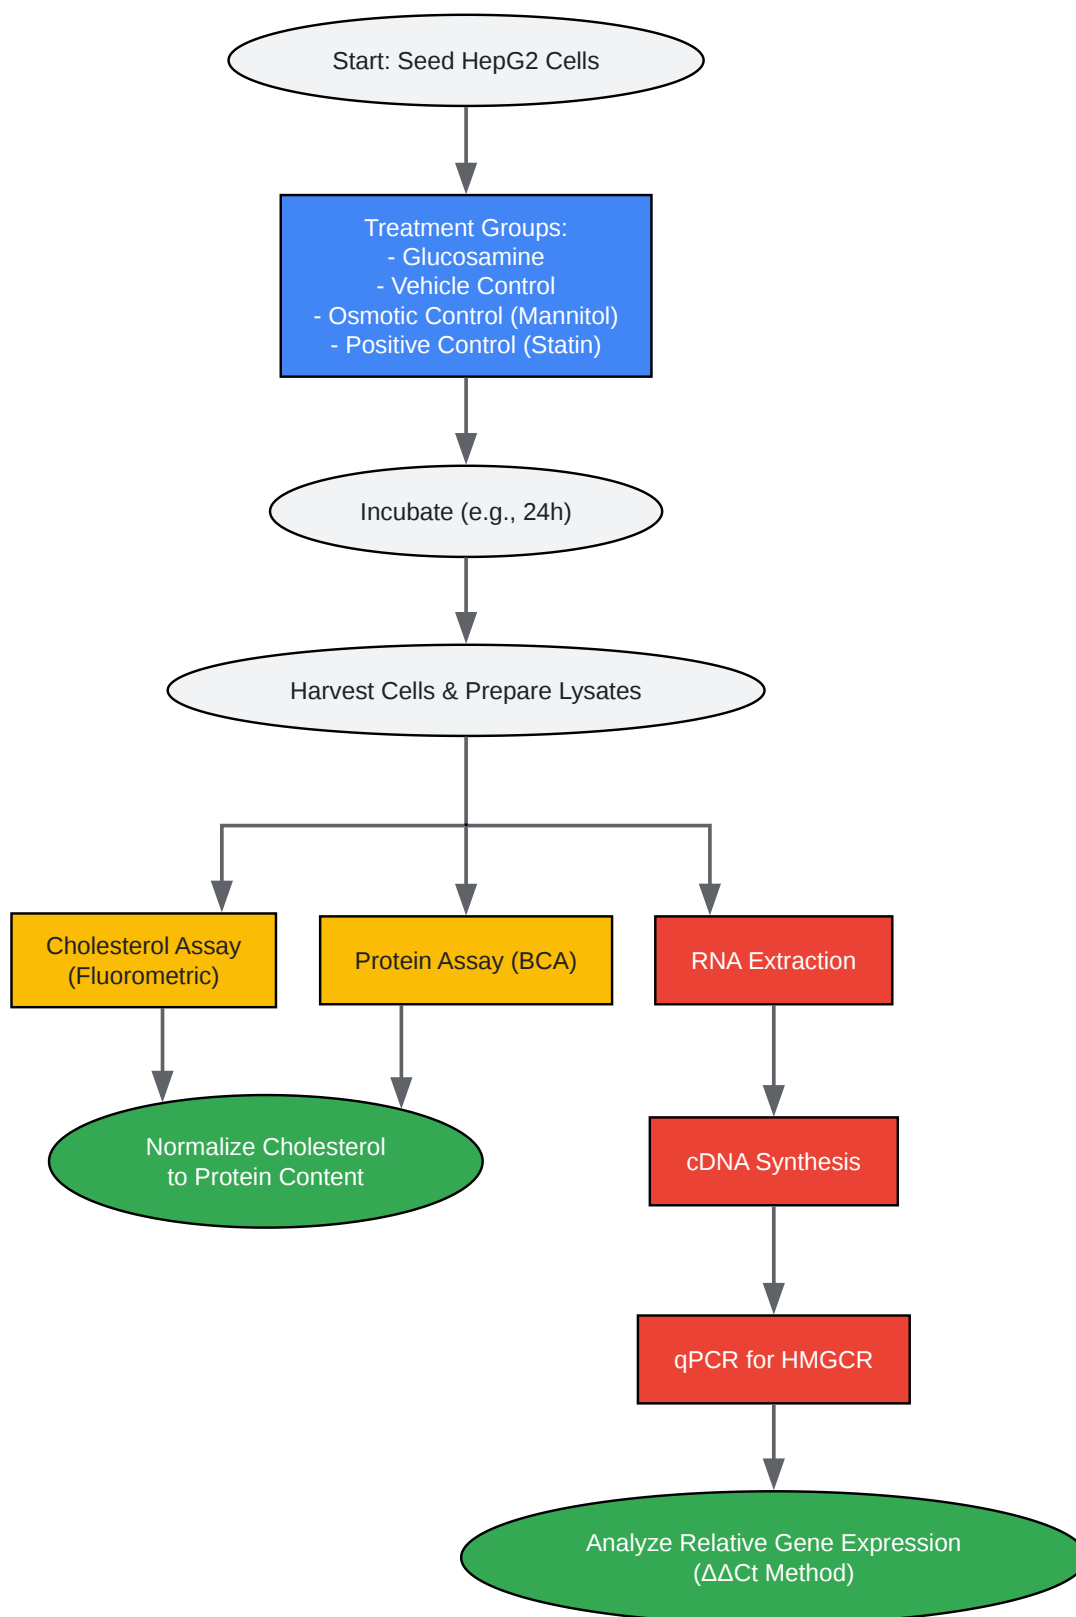 Start: Seed HepG2 Cells
Treatment Groups:
- Glucosamine
- Vehicle Control
- Osmotic Control (Mannitol)
- Positive Control (Statin)
Incubate (e.g., 24h)
Harvest Cells & Prepare Lysates
Cholesterol Assay
(Fluorometric)
Protein Assay (BCA)
RNA Extraction
Normalize Cholesterol
to Protein Content
cDNA Synthesis
qPCR for HMGCR
Analyze Relative Gene Expression
(ΔΔCt Method)